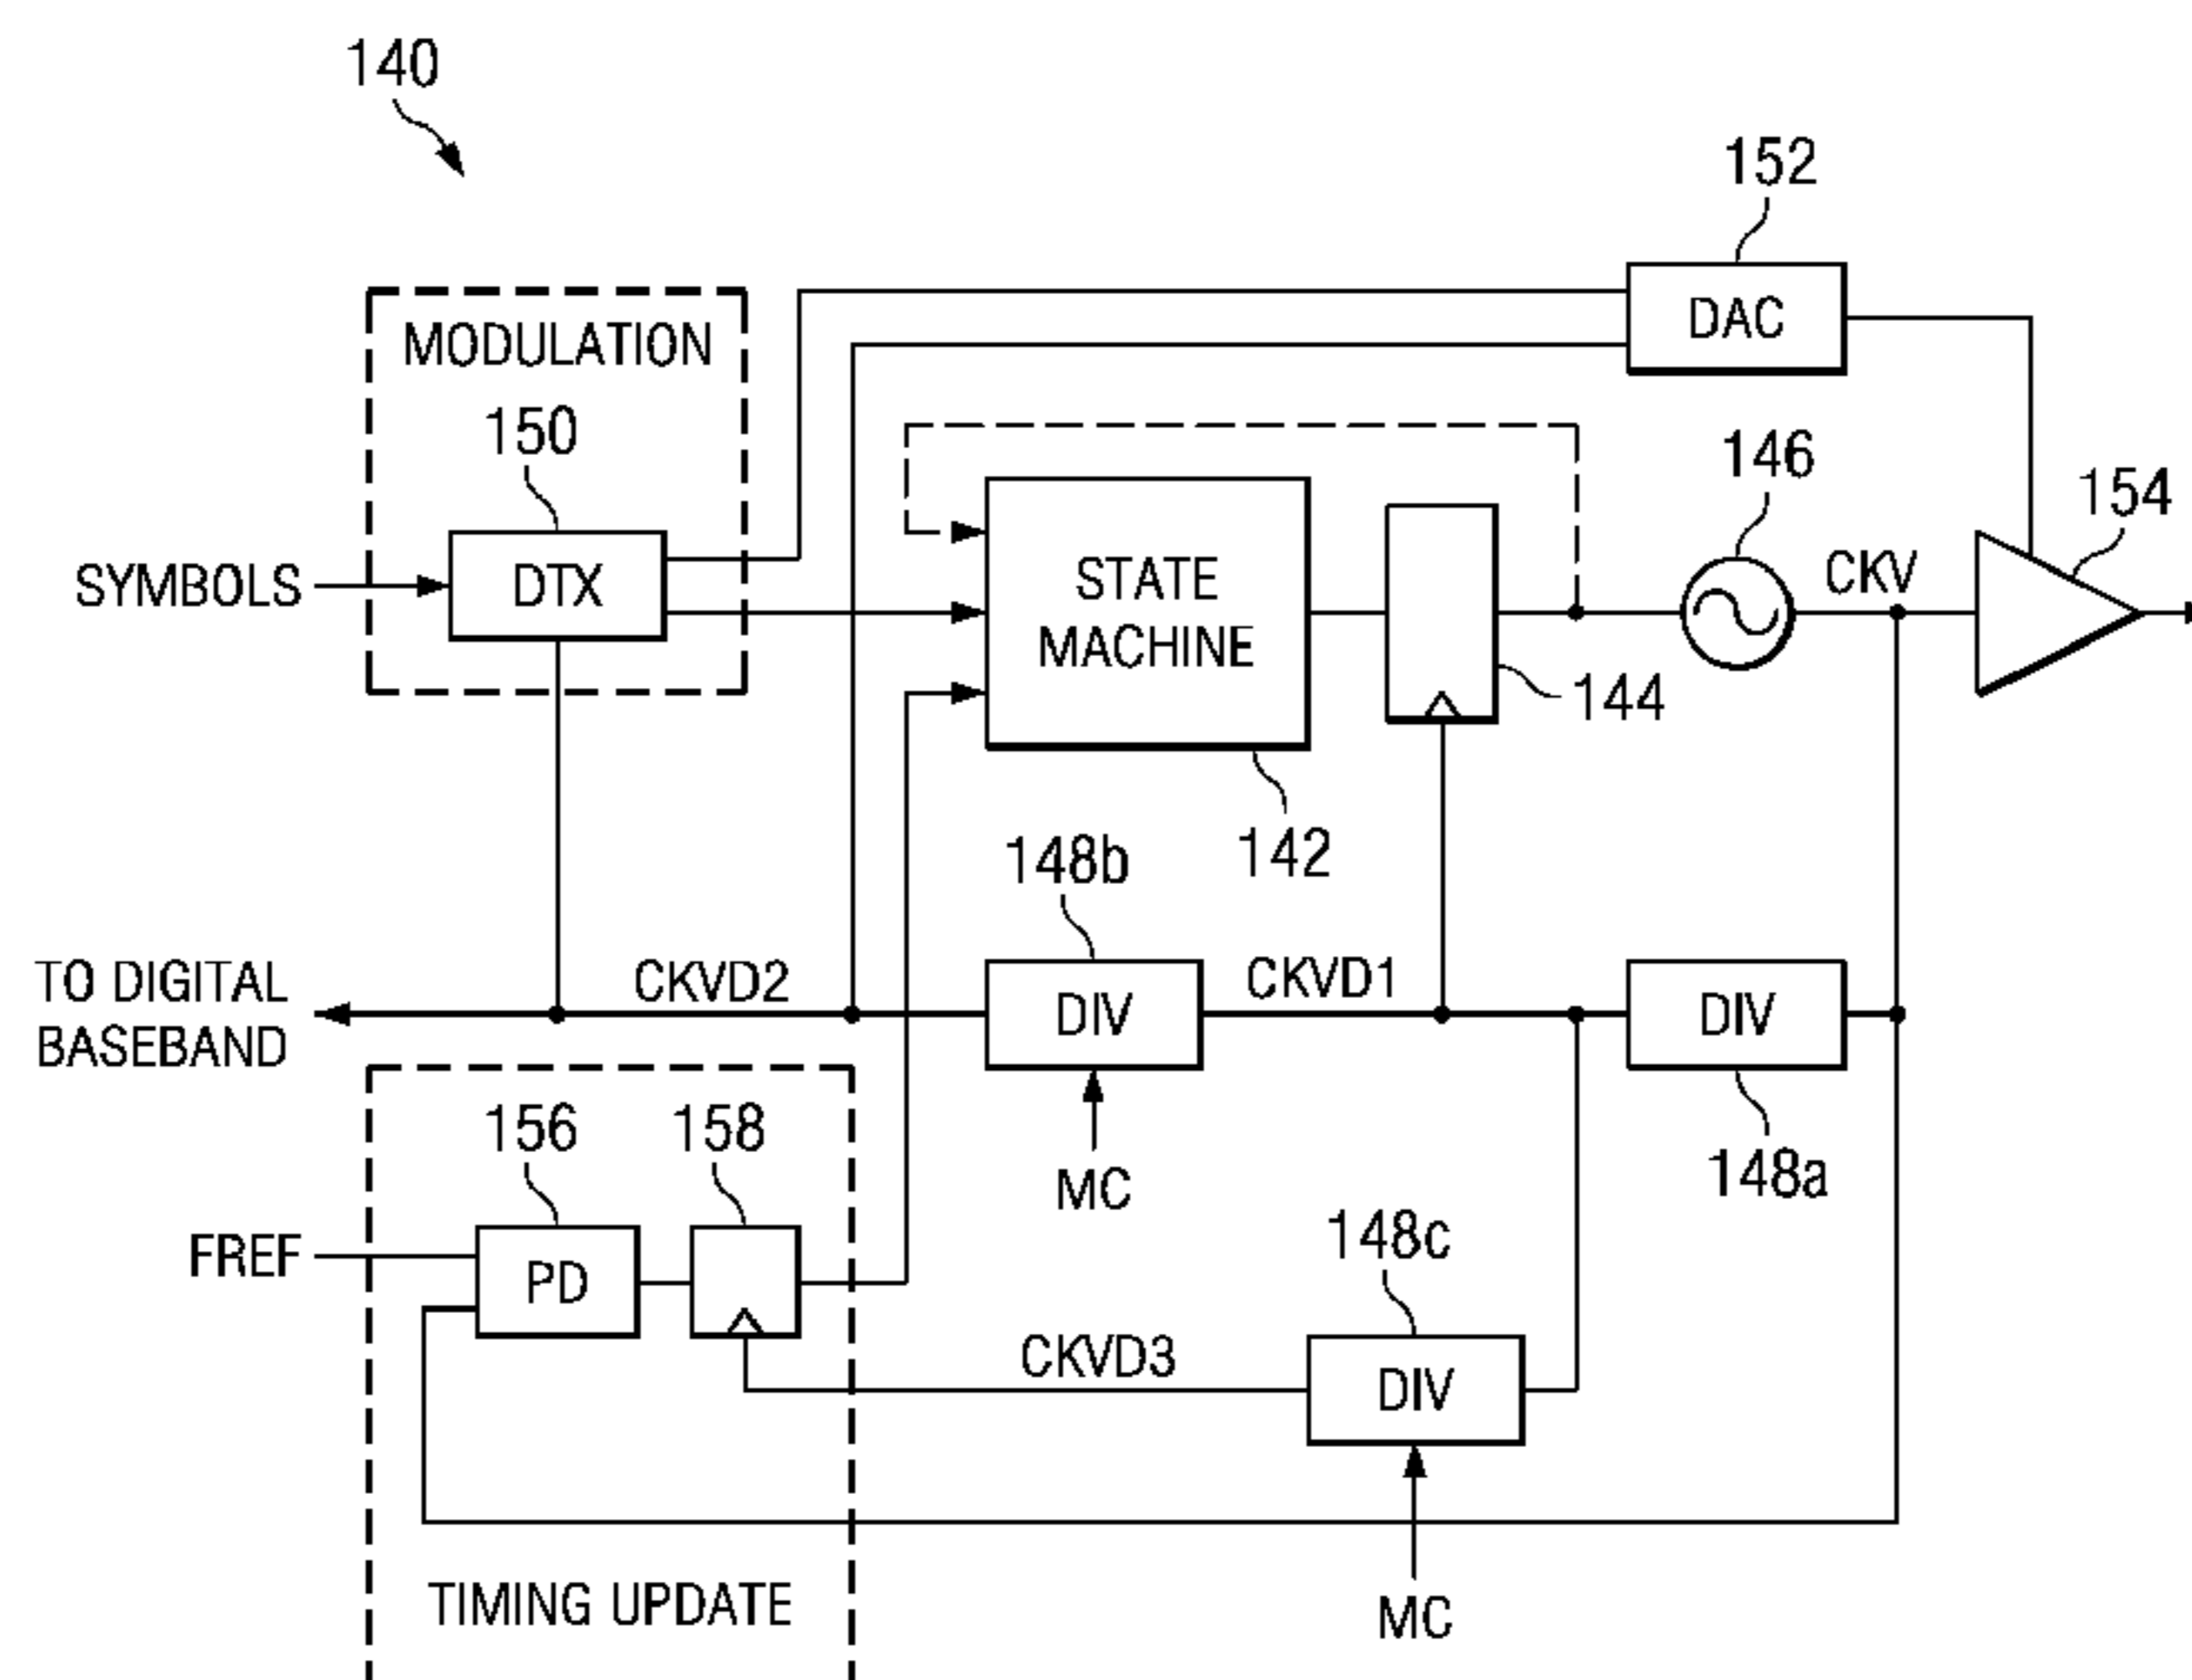 140
152
DAC
MODULATION
150
146
154
SYMBOLS
DTX
STATE
MACHINE
CKV
144
142
148b
TO DIGITAL
BASEBAND
CKVD2
DIV
CKVD1
DIV
156
158
MC
148a
FREF
PD
148c
CKVD3
DIV
TIMING UPDATE
MC